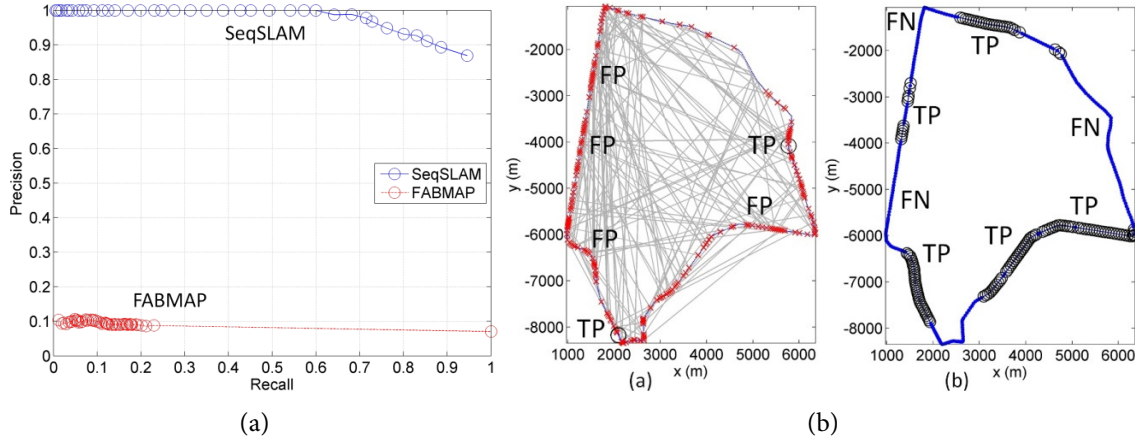 1
0.9
0.8
0.7
0.6
0.5
0.4
0.3
0.2
0.1
0
Precision
SeqSLAM
SeqSLAM
FABMAP
FABMAP
0 0.1 0.2 0.3 0.4 0.5 0.6 0.7 0.8 0.9 1
Recall
(a)
-2000
-3000
-4000
-5000
-6000
-7000
-8000
y (m)
FP
FP
TP
FP
FP
TP
1000 2000 3000 4000 5000 6000
x (m)
(a)
-2000
-3000
-4000
-5000
-6000
-7000
-8000
y (m)
FN
TP
TP
FN
FN
TP
TP
TP
1000 2000 3000 4000 5000 6000
x (m)
(b)
(b)